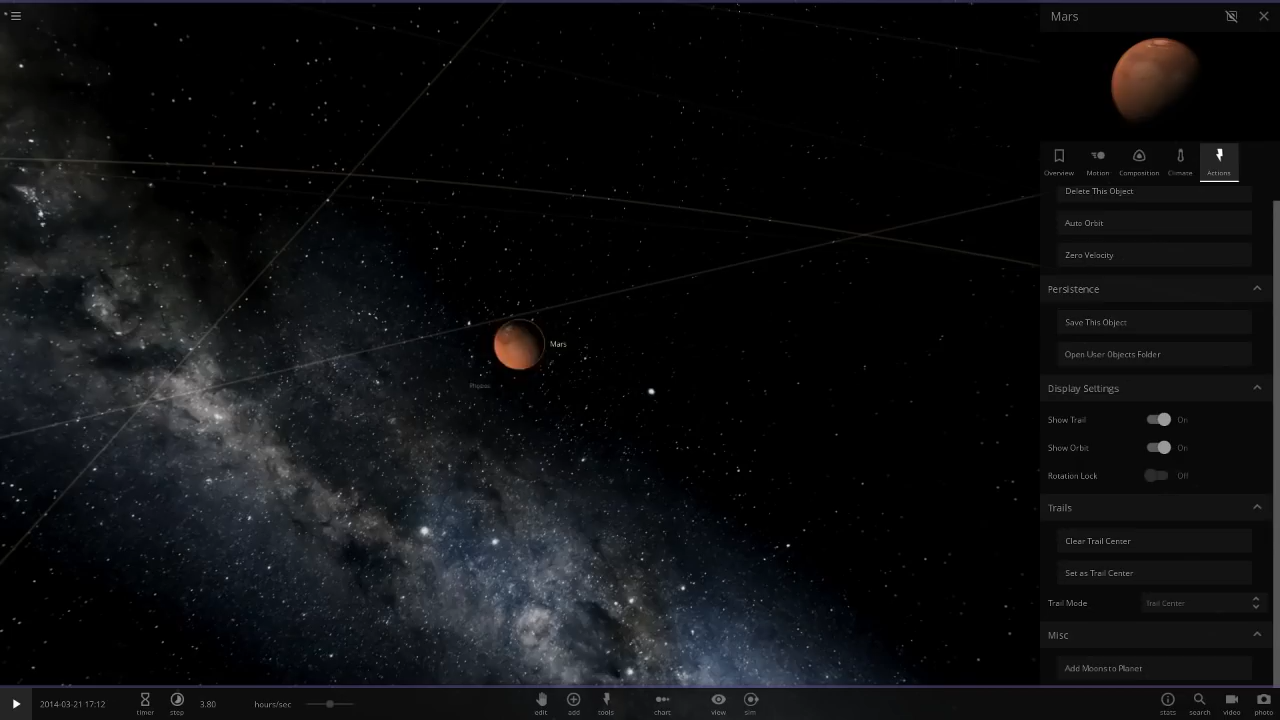 Mars
Overview Motion Composition Climate Actions
Delete This Object
Auto Orbit
Zero Velocity
Persistence
Save This Object
Open User Objects Folder
Display Settings
Show Trail On
Show Orbit On
Rotation Lock Off
Trails
Clear Trail Center
Set as Trail Center
Trail Mode Trail Center
Misc
Add Moons to Planet
Mars
Phobos
2014-03-21 17:12 timer step 3.80 hours/sec edit add tools chart view sim stats search video photo